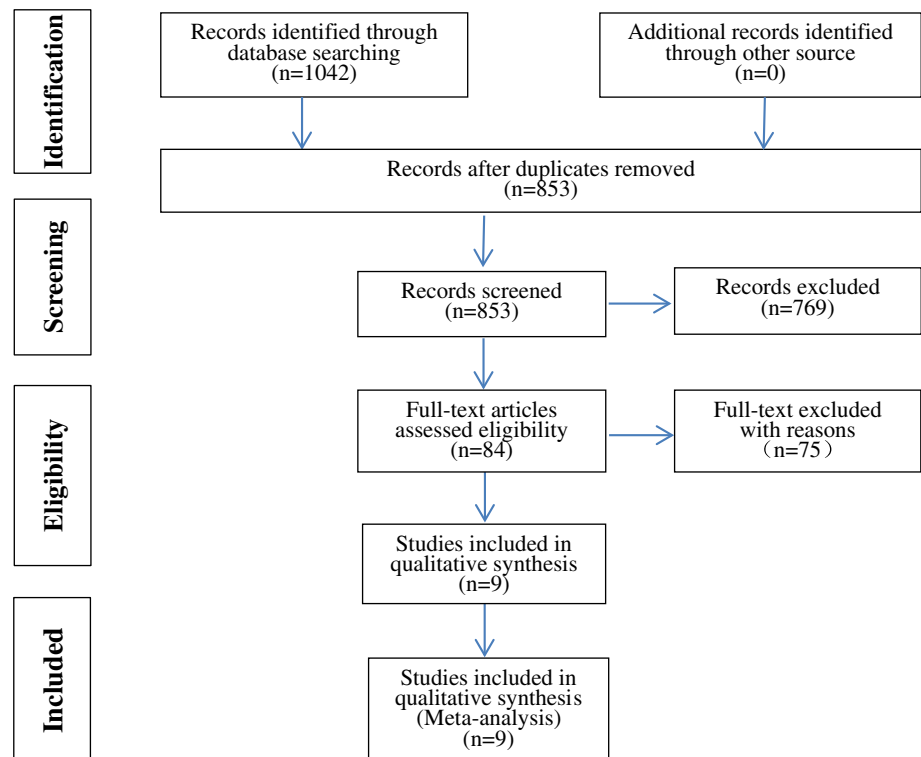 Identification
Records identified through
database searching
(n=1042)
Additional records identified
through other source
(n=0)
Records after duplicates removed
(n=853)
Screening
Records screened
(n=853)
Records excluded
(n=769)
Eligibility
Full-text articles
assessed eligibility
(n=84)
Full-text excluded
with reasons
（n=75）
Studies included in
qualitative synthesis
(n=9)
Included
Studies included in
qualitative synthesis
(Meta-analysis)
(n=9)